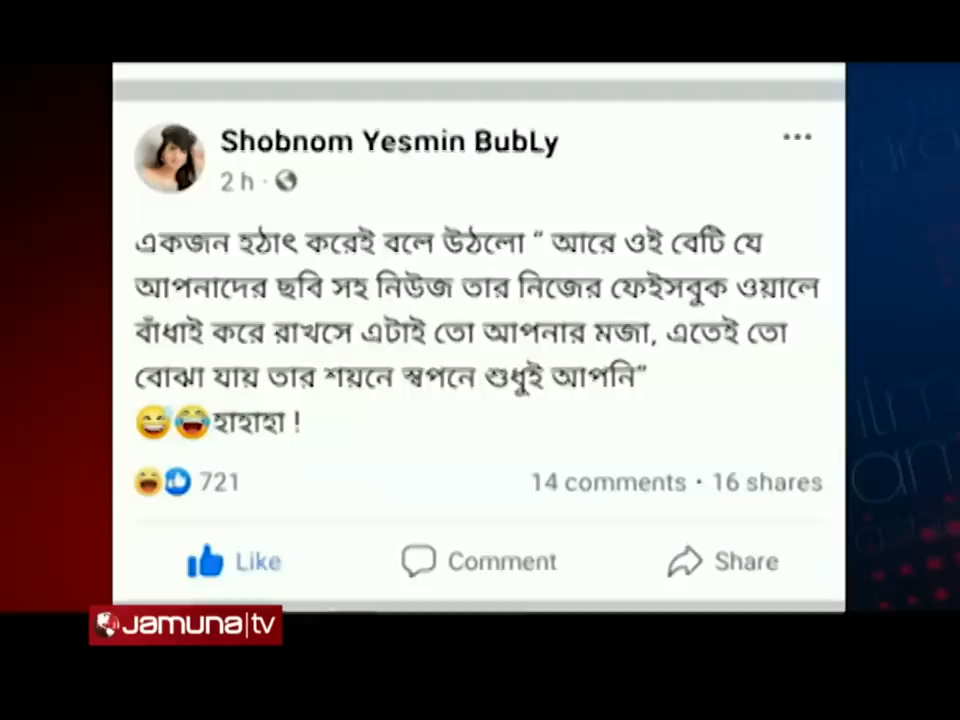 Shobnom Yesmin BubLy
2 h ·
একজন হঠাৎ করেই বলে উঠলো “ আরে ওই বেটি যে
আপনাদের ছবি সহ নিউজ তার নিজের ফেইসবুক ওয়ালে
বাঁধাই করে রাখসে এটাই তো আপনার মজা, এতেই তো
বোঝা যায় তার শয়নে স্বপনে শুধুই আপনি”
😅😂হাহাহা !
721
14 comments • 16 shares
Like
Comment
Share
Jamuna|tv